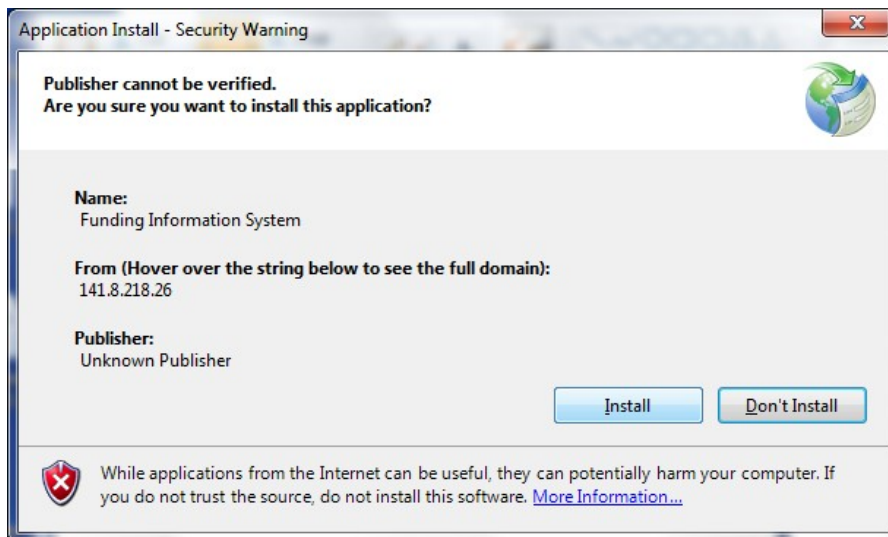 Application Install - Security Warning
Publisher cannot be verified.
Are you sure you want to install this application?
Name:
Funding Information System
From (Hover over the string below to see the full domain):
141.8.218.26
Publisher:
Unknown Publisher
Install
Don't Install
While applications from the Internet can be useful, they can potentially harm your computer. If
you do not trust the source, do not install this software. More Information...